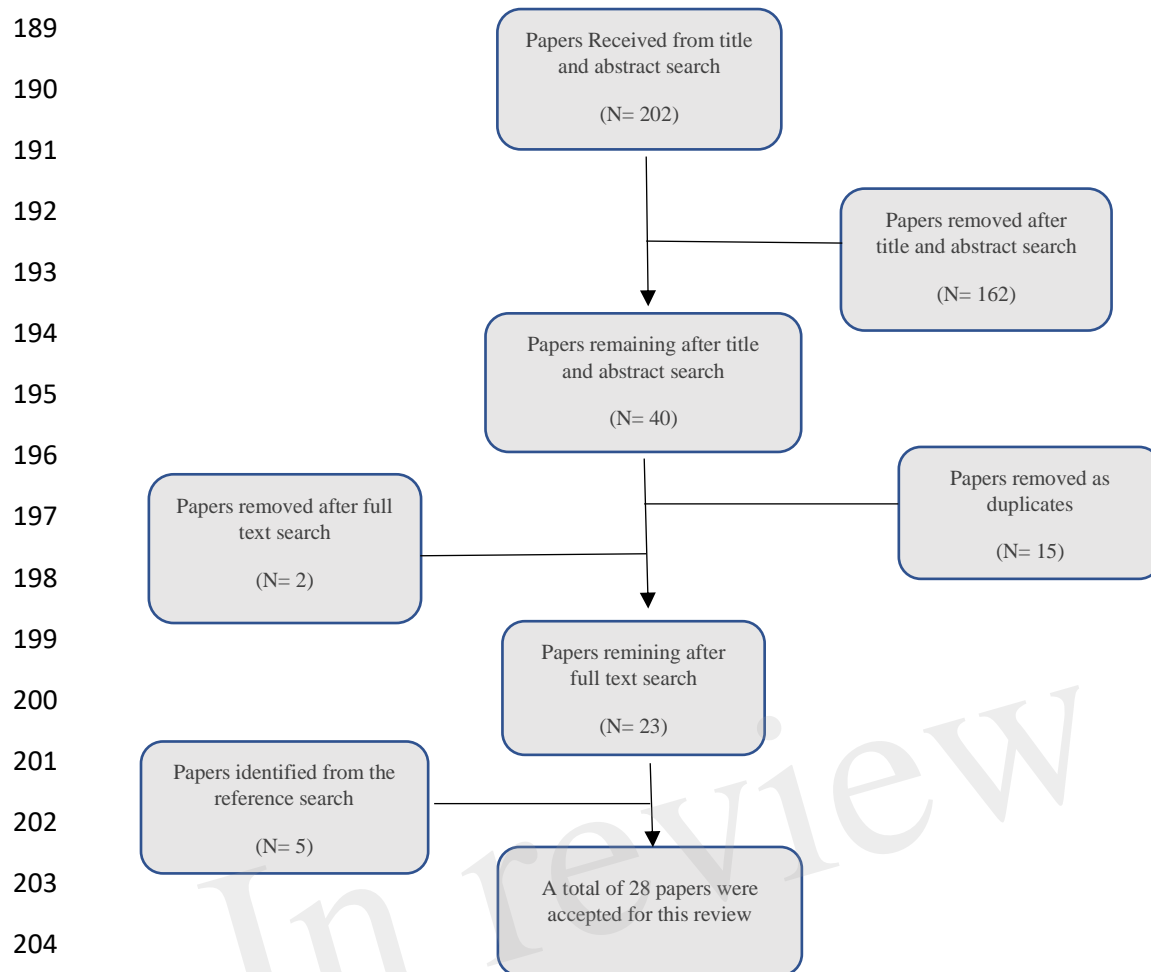 189
Papers Received from title
and abstract search
190
(N= 202)
191
192
Papers removed after
title and abstract search
193
(N= 162)
194
Papers remaining after title
and abstract search
195
(N= 40)
196
Papers removed as
duplicates
(N= 15)
Papers removed after full
text search
(N= 2)
197
198
199
Papers remining after
full text search
200
(N= 23)
201
Papers identified from the
reference search
202
(N= 5)
203
A total of 28 papers were
accepted for this review
204
In review